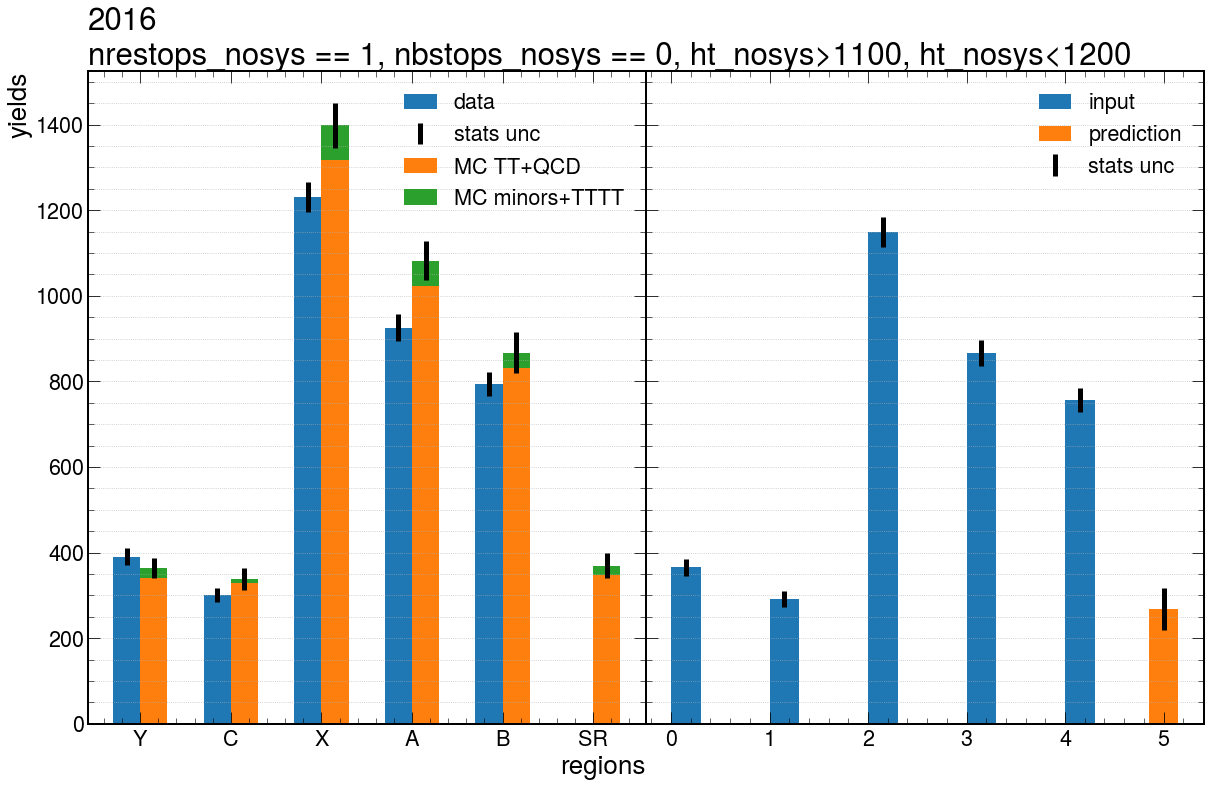 2016
nrestops_nosys == 1, nbstops_nosys == 0, ht_nosys>1100, ht_nosys<1200
yields
1400
1200
1000
800
600
400
200
0
data
stats unc
MC TT+QCD
MC minors+TTTT
input
prediction
stats unc
Y C X A B SR
0 1 2 3 4 5
regions